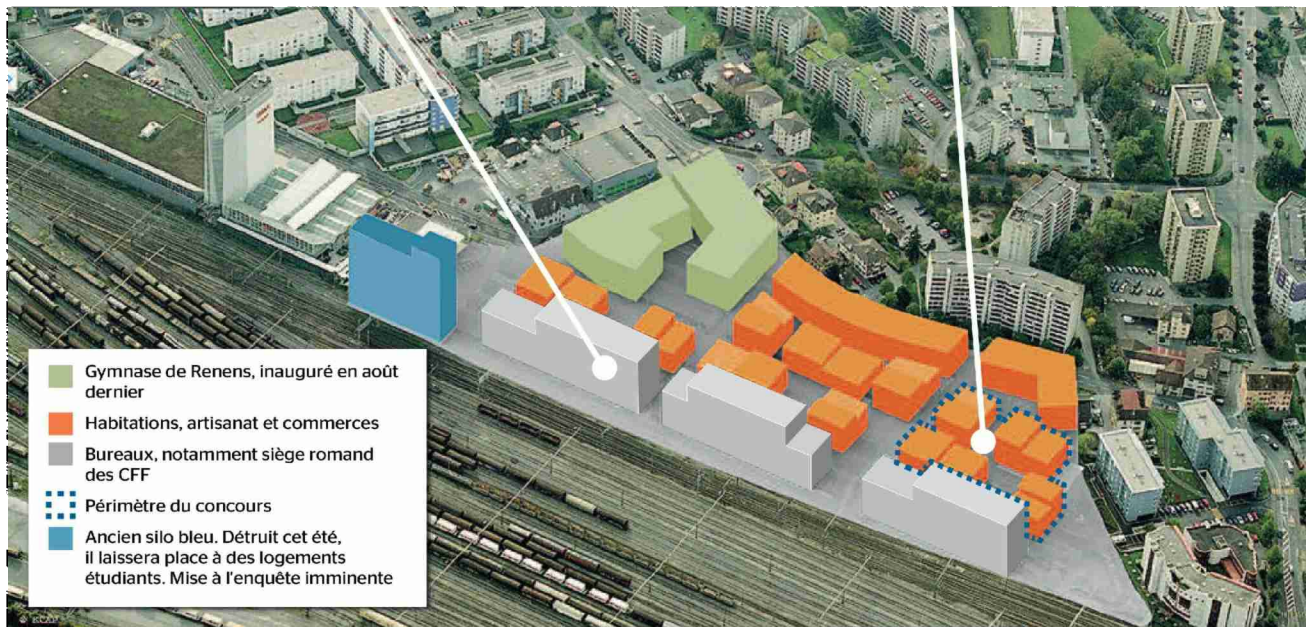 Gymnase de Renens, inauguré en août
dernier
Habitations, artisanat et commerces
Bureaux, notamment siège romand
des CFF
Périmètre du concours
Ancien silo bleu. Détruit cet été,
il laissera place à des logements
étudiants. Mise à l'enquête imminente
© KCAP